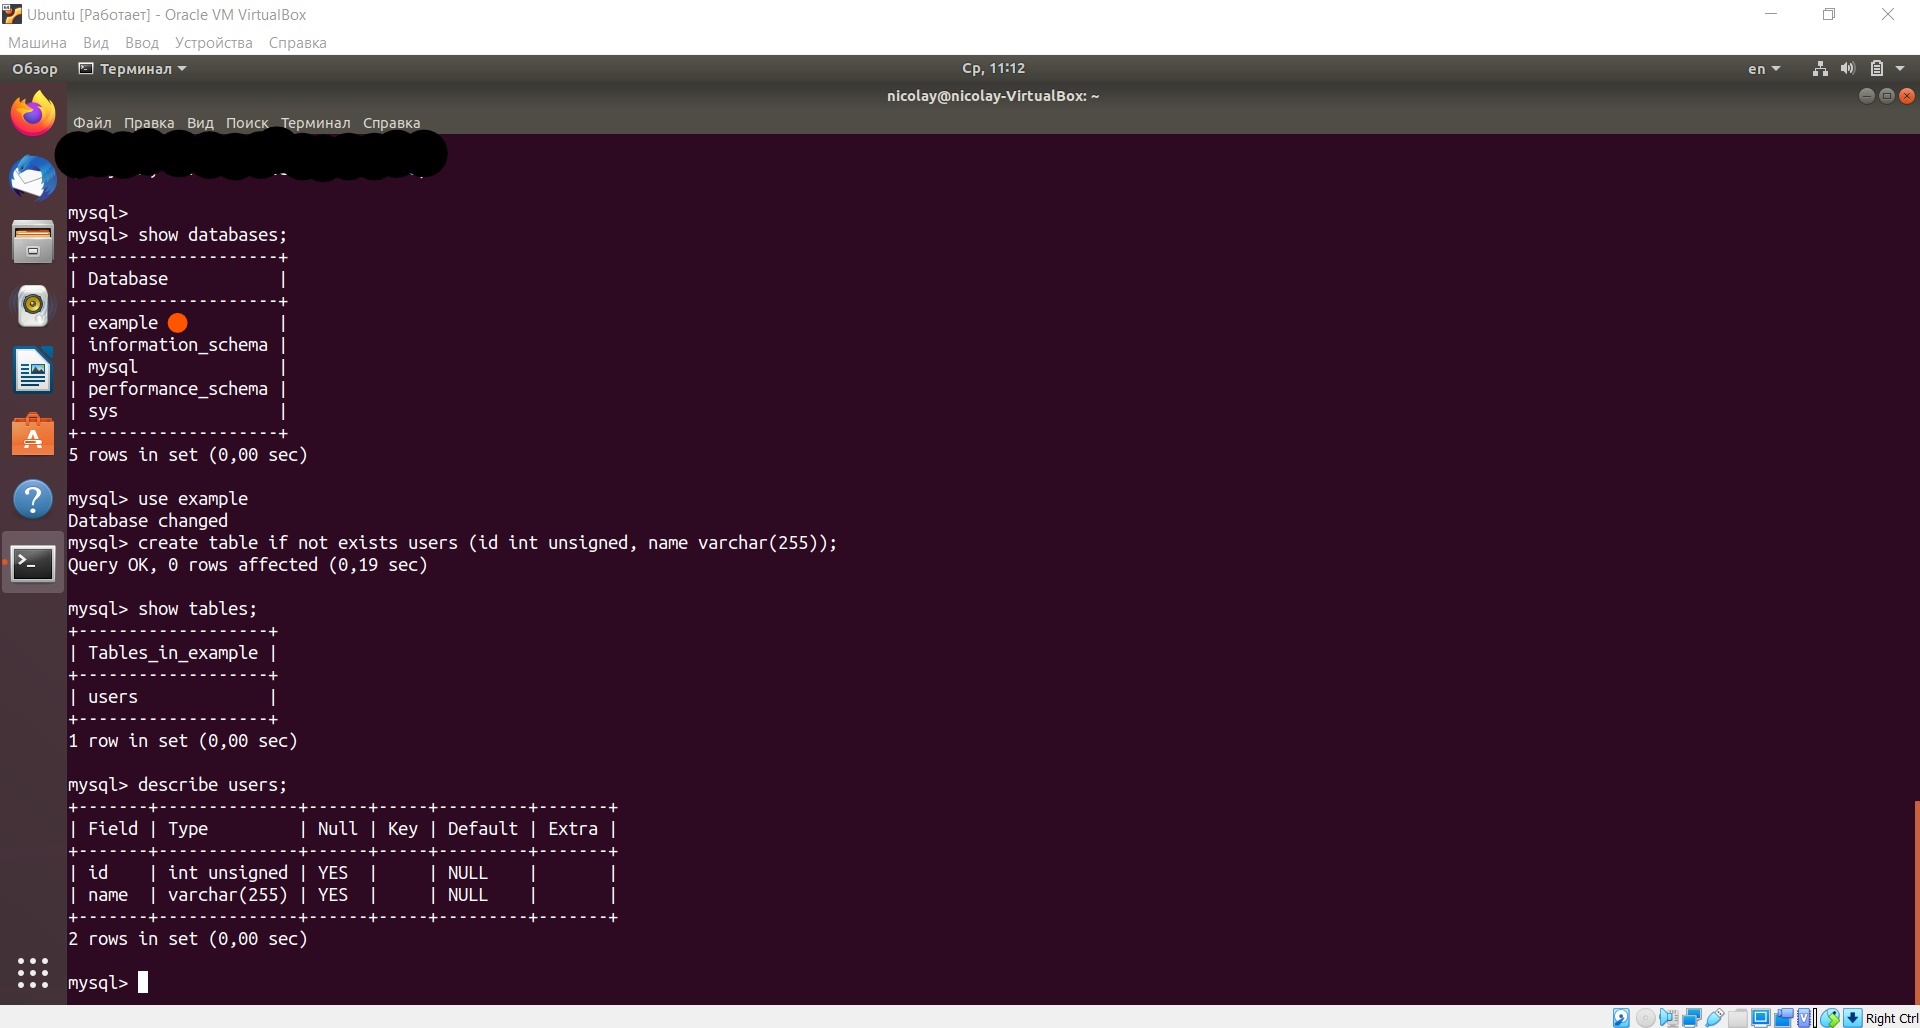 Ubuntu [Работает] - Oracle VM VirtualBox
Машина Вид Ввод Устройства Справка
Обзор Терминал Ср, 11:12 en
nicolay@nicolay-VirtualBox: ~
Файл Правка Вид Поиск Терминал Справка
mysql>
mysql> show databases;
+--------------------+
| Database           |
+--------------------+
| example            |
| information_schema |
| mysql              |
| performance_schema |
| sys                |
+--------------------+
5 rows in set (0,00 sec)
mysql> use example
Database changed
mysql> create table if not exists users (id int unsigned, name varchar(255));
Query OK, 0 rows affected (0,19 sec)
mysql> show tables;
+-------------------+
| Tables_in_example |
+-------------------+
| users             |
+-------------------+
1 row in set (0,00 sec)
mysql> describe users;
+-------+--------------+------+-----+---------+-------+
| Field | Type         | Null | Key | Default | Extra |
+-------+--------------+------+-----+---------+-------+
| id    | int unsigned | YES  |     | NULL    |       |
| name  | varchar(255) | YES  |     | NULL    |       |
+-------+--------------+------+-----+---------+-------+
2 rows in set (0,00 sec)
mysql>
Right Ctrl